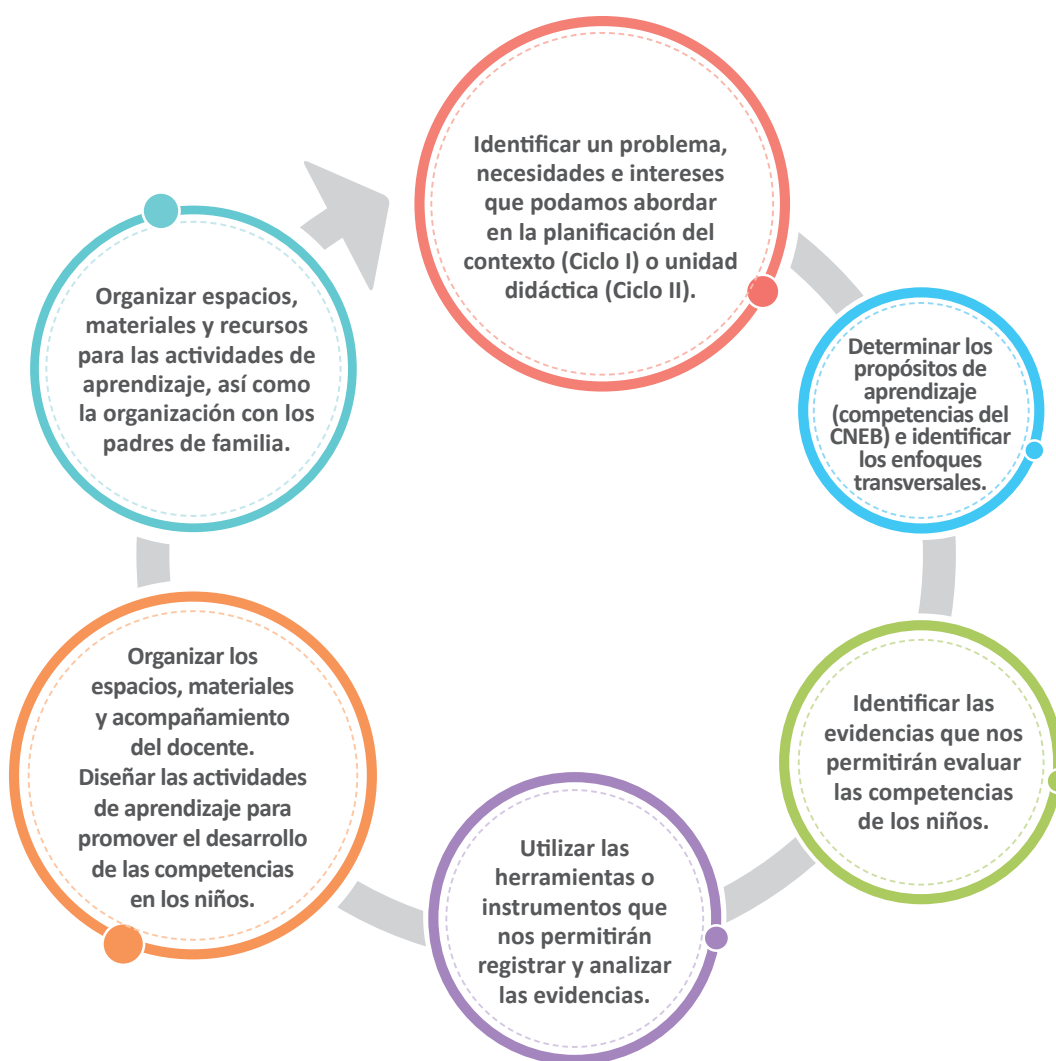 Identificar un problema,
necesidades e intereses
que podamos abordar
en la planificación del
contexto (Ciclo I) o unidad
didáctica (Ciclo II).
Determinar los
propósitos de
aprendizaje
(competencias del
CNEB) e identificar
los enfoques
transversales.
Identificar las
evidencias que nos
permitirán evaluar
las competencias
de los niños.
Utilizar las
herramientas o
instrumentos que
nos permitirán
registrar y analizar
las evidencias.
Organizar los
espacios, materiales
y acompañamiento
del docente.
Diseñar las actividades
de aprendizaje para
promover el desarrollo
de las competencias
en los niños.
Organizar espacios,
materiales y recursos
para las actividades de
aprendizaje, así como
la organización con los
padres de familia.